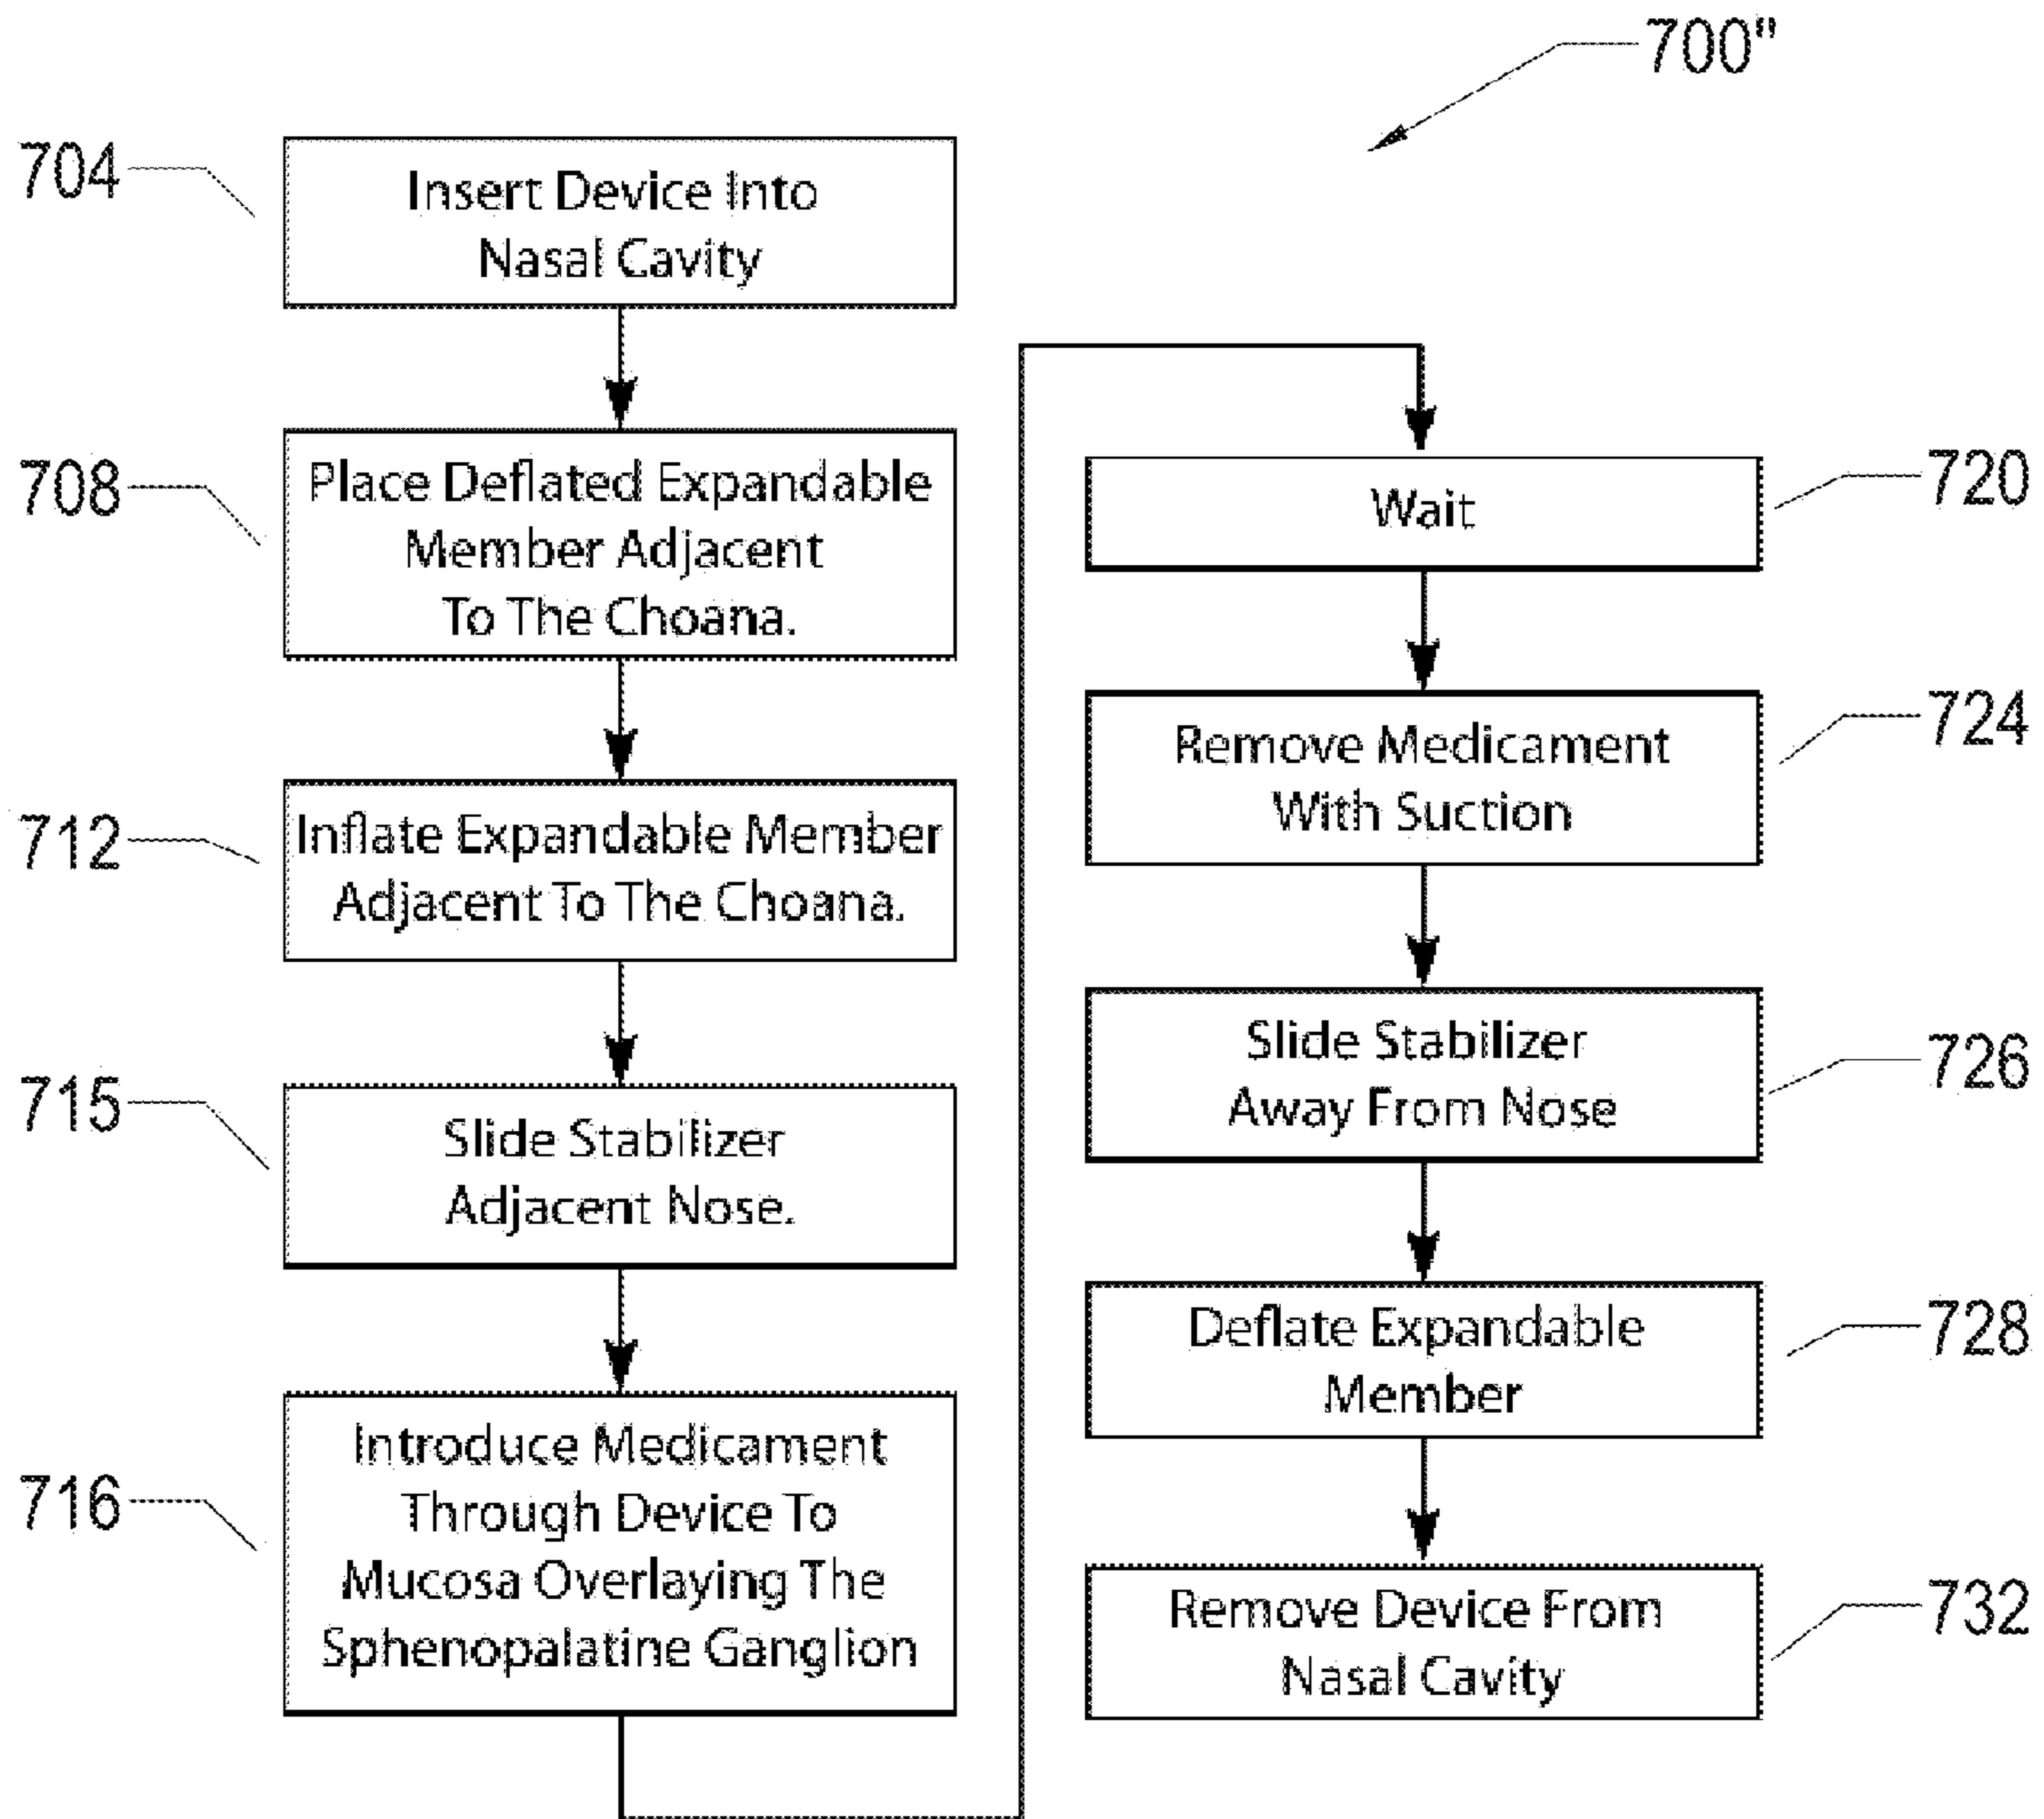 700"
704
Insert Device Into
Nasal Cavity
708
Place Deflated Expandable
Member Adjacent
To The Choana.
712
Inflate Expandable Member
Adjacent To The Choana.
715
Slide Stabilizer
Adjacent Nose.
716
Introduce Medicament
Through Device To
Mucosa Overlaying The
Sphenopalatine Ganglion
720
Wait
724
Remove Medicament
With Suction
726
Slide Stabilizer
Away From Nose
728
Deflate Expandable
Member
732
Remove Device From
Nasal Cavity